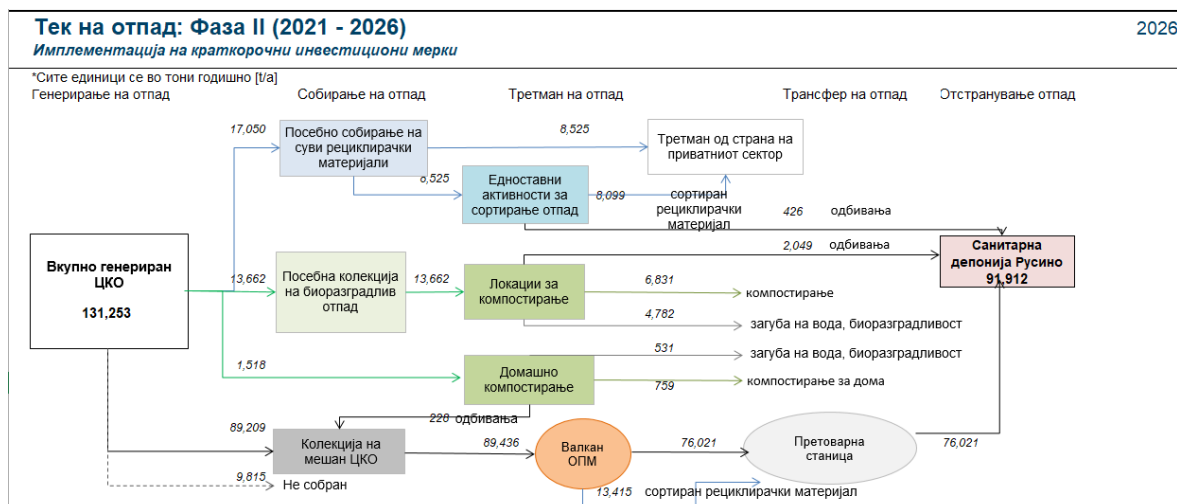 Тек на отпад: Фаза II (2021 - 2026)
2026
Имплементација на краткорочни инвестициони мерки
*Сите единици се во тони годишно [t/a]
Генерирање на отпад
Собирање на отпад
Третман на отпад
Трансфер на отпад
Отстранување отпад
17,050
Посебно собирање на
суви рециклирачки
материјали
8,525
Третман од страна на
приватниот сектор
8,525
Едноставни
активности за
сортирање отпад
8,099
сортиран
рециклирачки
материјал
426
одбивања
2,049
одбивања
Санитарна
депонија Русино
91,912
Вкупно генериран
ЦКО
131,253
13,662
Посебна колекција
на биоразградлив
отпад
13,662
Локации за
компостирање
6,831
компостирање
4,782
загуба на вода, биоразградливост
531
загуба на вода, биоразградливост
1,518
Домашно
компостирање
759
компостирање за дома
228
одбивања
89,209
Колекција на
мешан ЦКО
89,436
Валкан
ОПМ
76,021
Претоварна
станица
76,021
9,815
Не собран
13,415
сортиран рециклирачки материјал